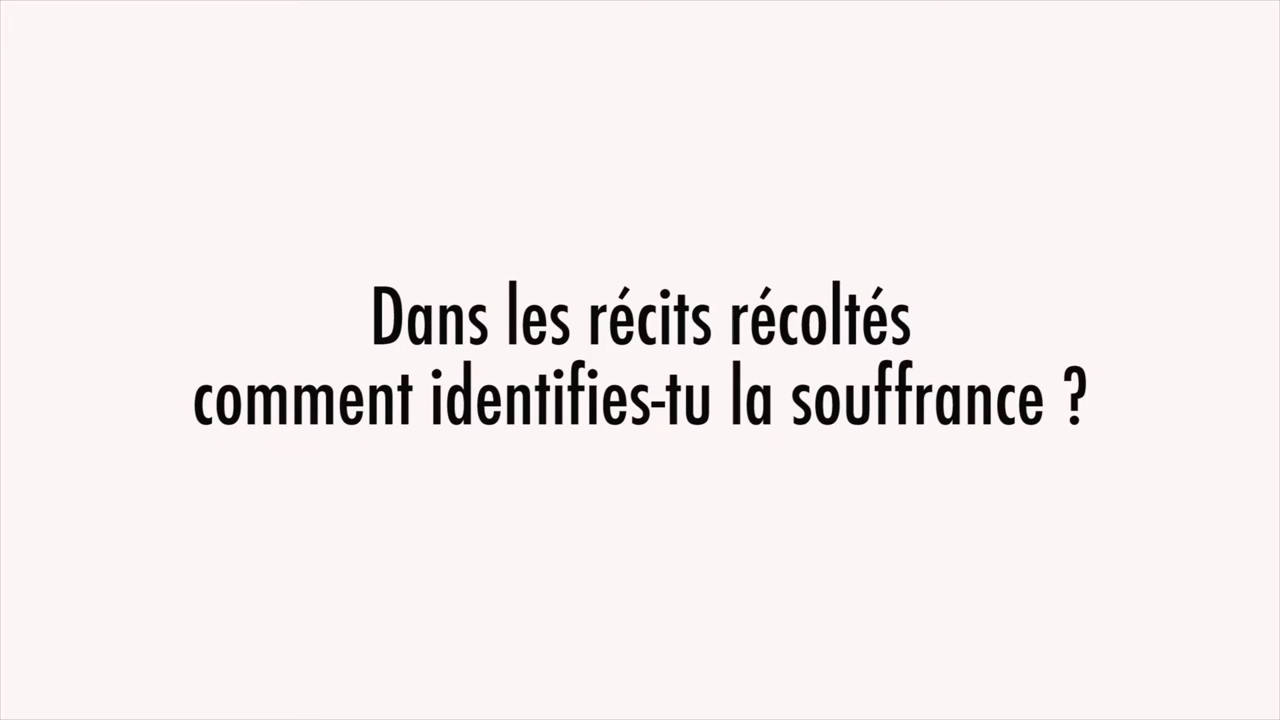 Dans les récits récoltés
comment identifies-tu la souffrance ?